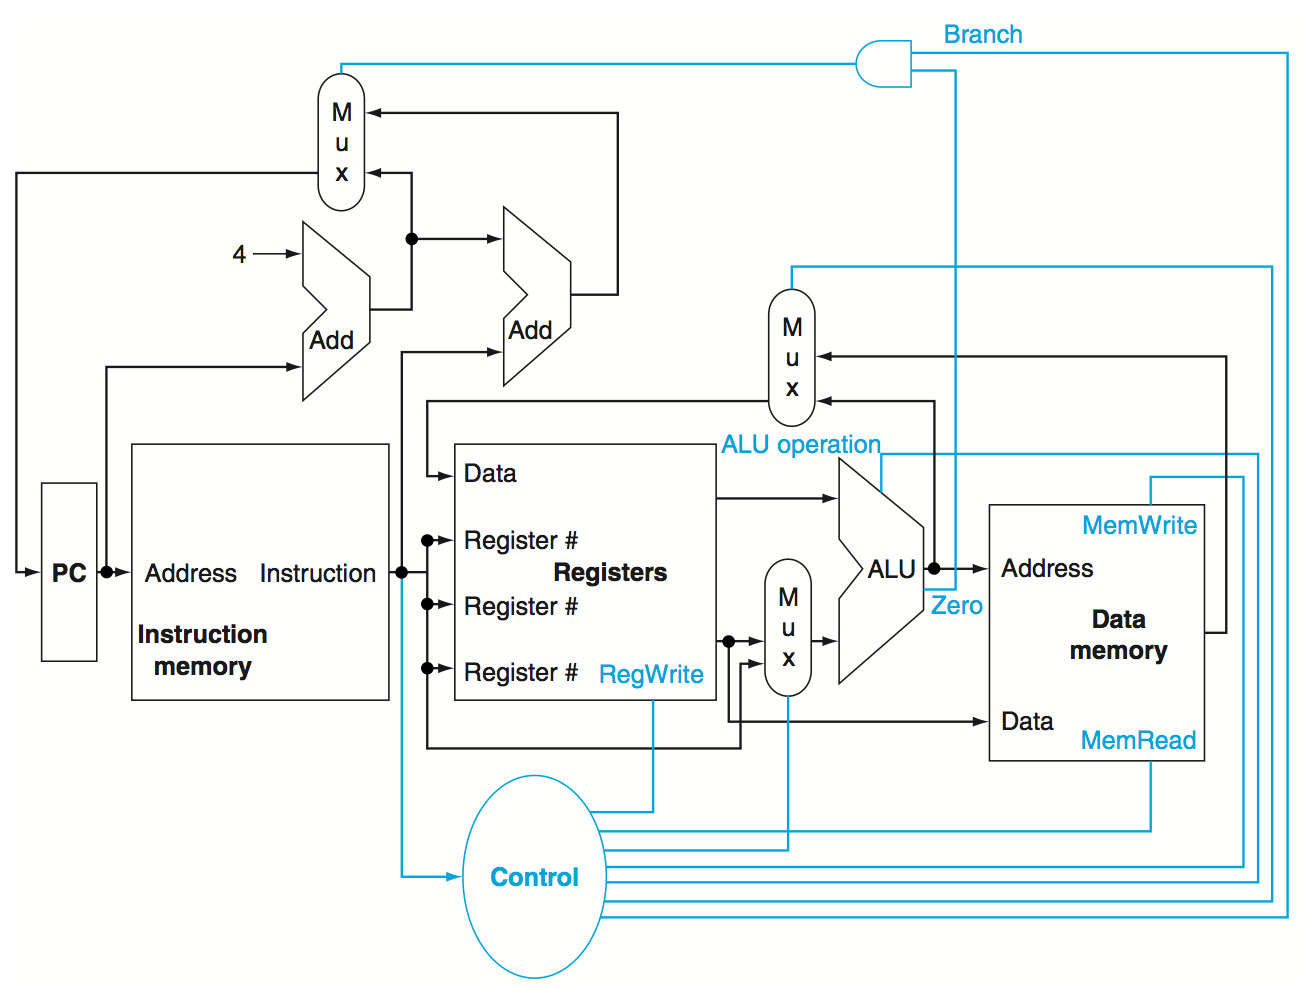 Branch
M
u
x
4
Add
Add
M
u
x
ALU operation
Data
Register #
Registers
Register #
Register #
RegWrite
PC
Address
Instruction
Instruction
memory
M
u
x
ALU
Zero
MemWrite
Address
Data
memory
Data
MemRead
Control